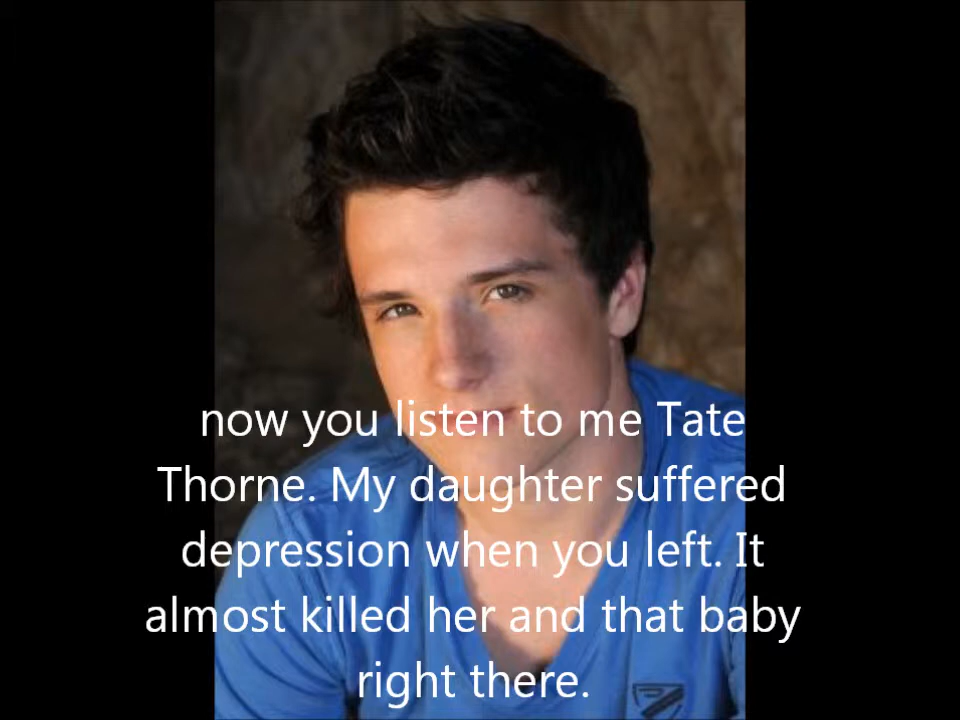 now you listen to me Tate
Thorne. My daughter suffered
depression when you left. It
almost killed her and that baby
right there.